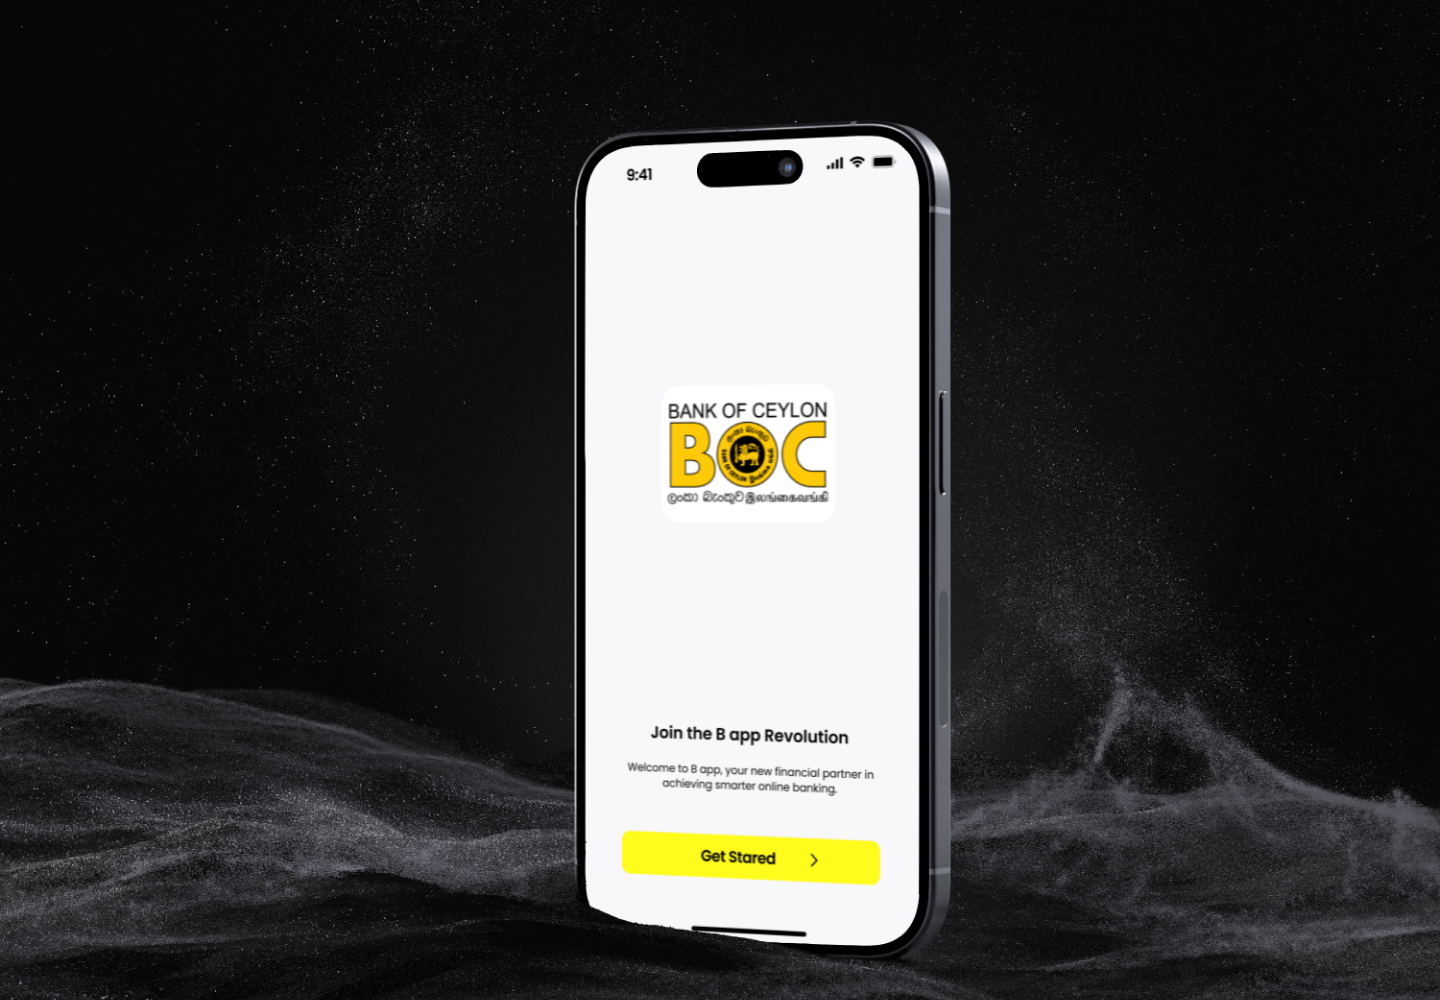 9:41
BANK OF CEYLON
BOC
ලංකා බැංකුව இலங்கைவங்கி
Join the B app Revolution
Welcome to B app, your new financial partner in
achieving smarter online banking.
Get Stared